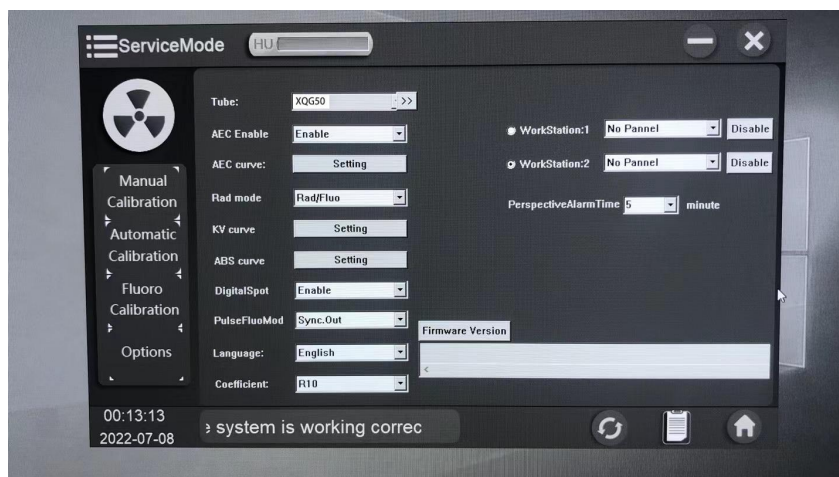 ServiceMode
HU
Tube:
XQG50
>>
AEC Enable
Enable
AEC curve:
Setting
Rad mode
Rad/Fluo
KV curve
Setting
ABS curve
Setting
DigitalSpot
Enable
PulseFluoMod
Sync.Out
Language:
English
Coefficient:
R10
WorkStation:1
No Pannel
Disable
WorkStation:2
No Pannel
Disable
PerspectiveAlarmTime
5
minute
Firmware Version
<
Manual
Calibration
Automatic
Calibration
Fluoro
Calibration
Options
00:13:13
2022-07-08
e system is working correc